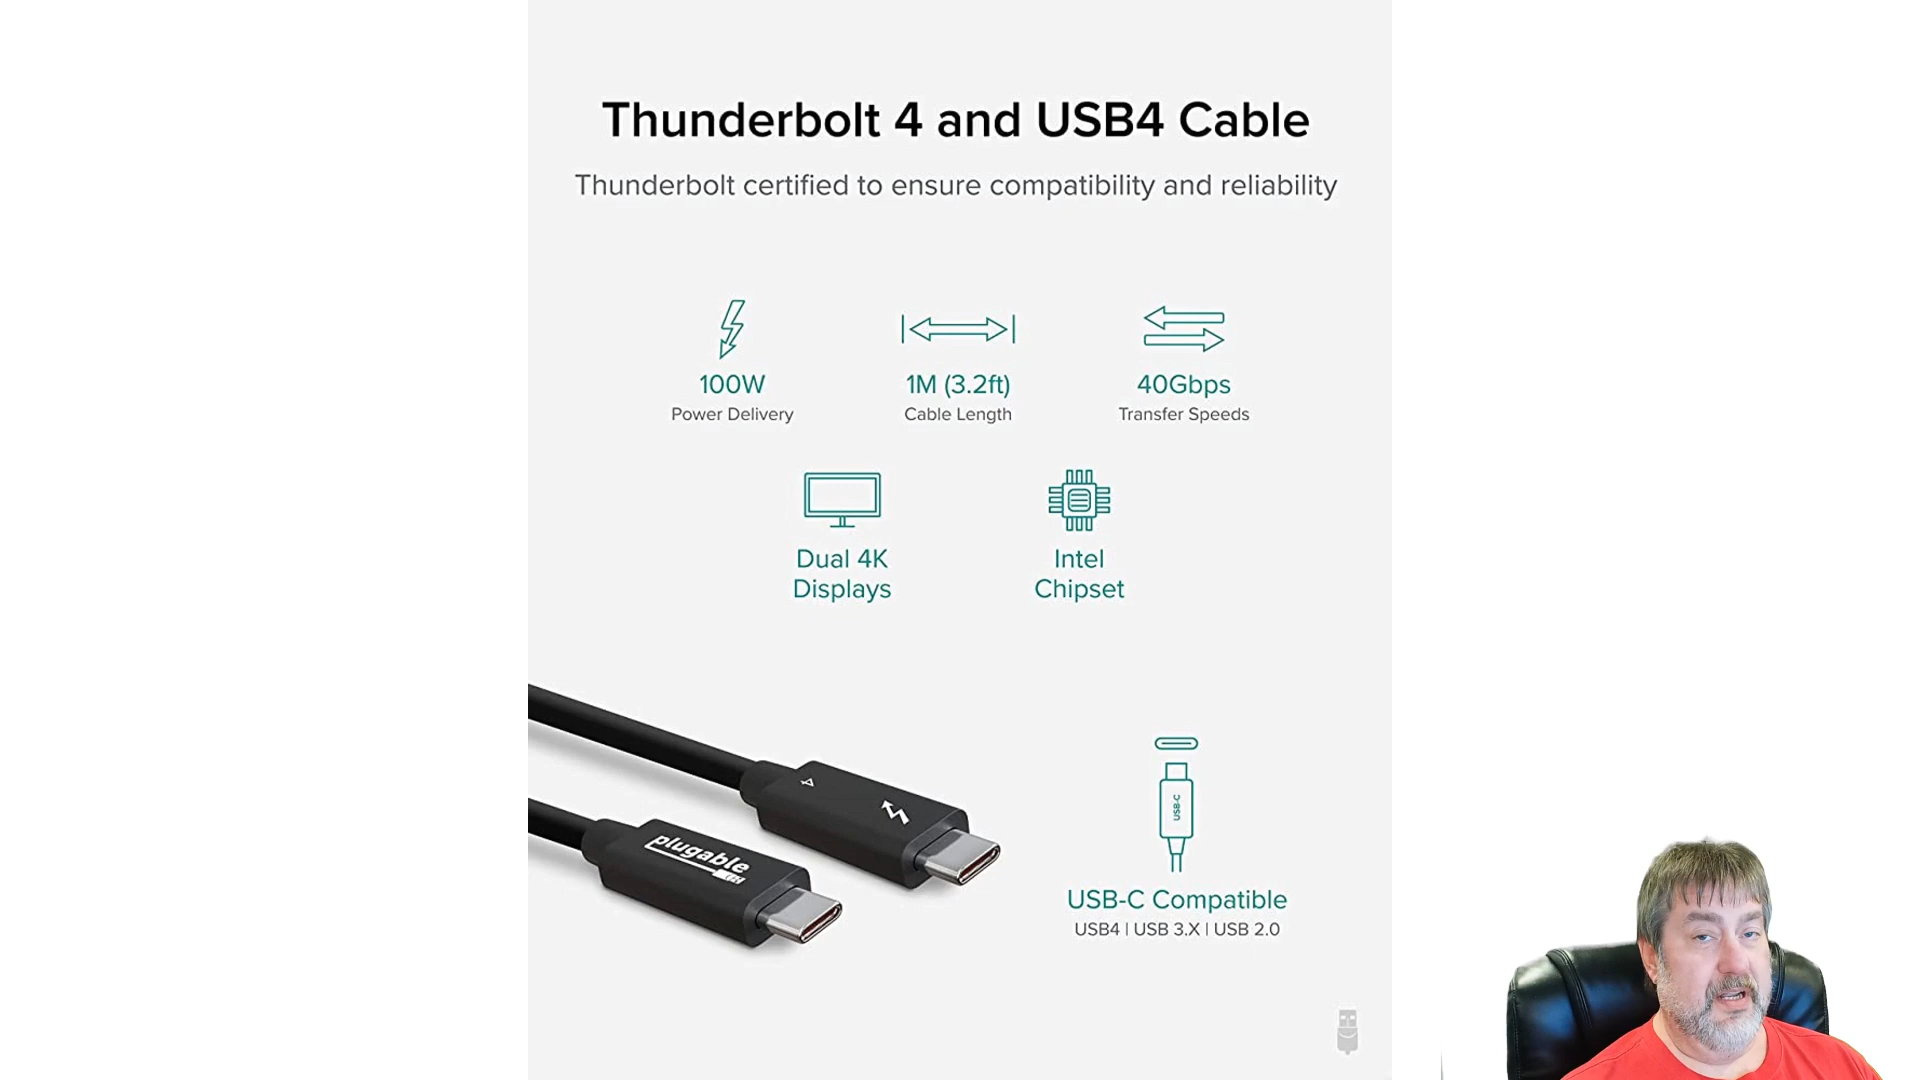 Thunderbolt 4 and USB4 Cable
Thunderbolt certified to ensure compatibility and reliability
100W
Power Delivery
1M (3.2ft)
Cable Length
40Gbps
Transfer Speeds
Dual 4K
Displays
Intel
Chipset
4
plugable
USB-C
USB-C Compatible
USB4 | USB 3.X | USB 2.0